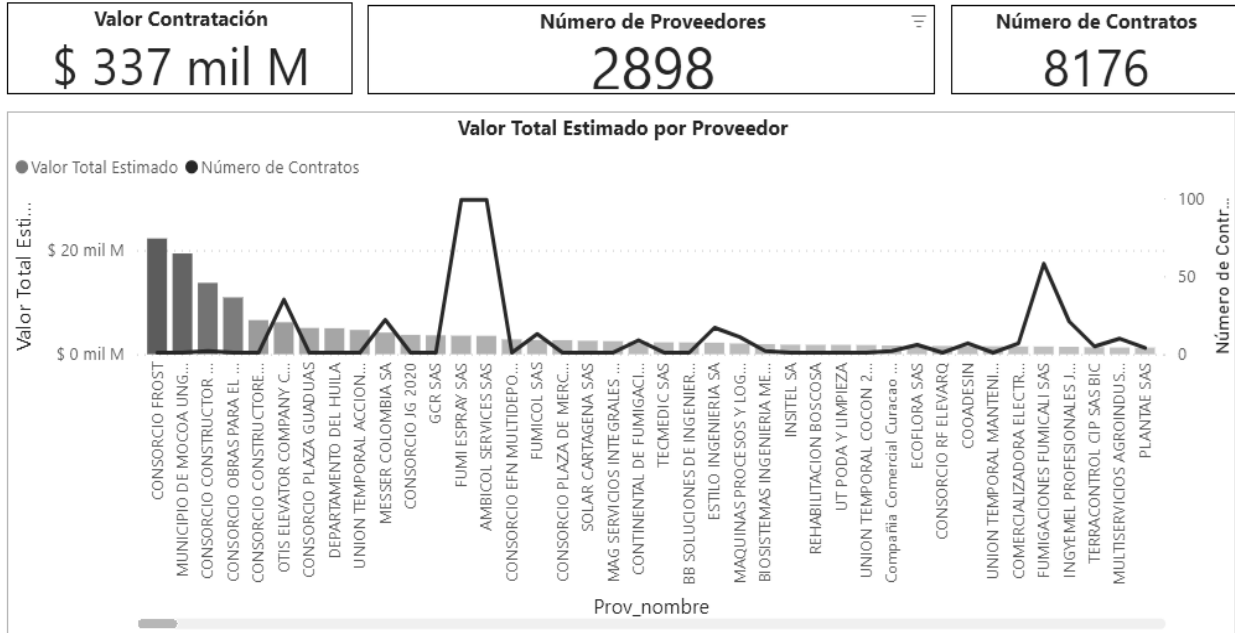 Valor Contratación
$ 337 mil M
Número de Proveedores
2898
Número de Contratos
8176
Valor Total Estimado por Proveedor
Valor Total Estimado
Número de Contratos
Valor Total Esti...
$ 20 mil M
$ 0 mil M
100
50
0
Número de Contr...
CONSORCIO FROST
MUNICIPIO DE MOCOA UNG...
CONSORCIO CONSTRUCTOR ...
CONSORCIO OBRAS PARA EL ...
CONSORCIO CONSTRUCTORE...
OTIS ELEVATOR COMPANY C...
CONSORCIO PLAZA GUADUAS
DEPARTAMENTO DEL HUILA
UNION TEMPORAL ACCION...
MESSER COLOMBIA SA
CONSORCIO JG 2020
GCR SAS
FUMI ESPRAY SAS
AMBICOL SERVICES SAS
CONSORCIO EFN MULTIDEPO...
FUMICOL SAS
CONSORCIO PLAZA DE MERC...
SOLAR CARTAGENA SAS
MAG SERVICIOS INTEGRALES ...
CONTINENTAL DE FUMIGACI...
TECMEDIC SAS
BB SOLUCIONES DE INGENIER...
ESTILO INGENIERIA SA
MAQUINAS PROCESOS Y LOG...
BIOSISTEMAS INGENIERIA ME...
INSITEL SA
REHABILITACION BOSCOSA
UT PODA Y LIMPIEZA
UNION TEMPORAL COCON 2...
Compañia Comercial Curacao ...
ECOFLORA SAS
CONSORCIO RF ELEVARQ
COOADESIN
UNION TEMPORAL MANTENI...
COMERCIALIZADORA ELECTR...
FUMIGACIONES FUMICALI SAS
INGYEMEL PROFESIONALES J...
TERRACONTROL CIP SAS BIC
MULTISERVICIOS AGROINDUS...
PLANTAE SAS
Prov_nombre